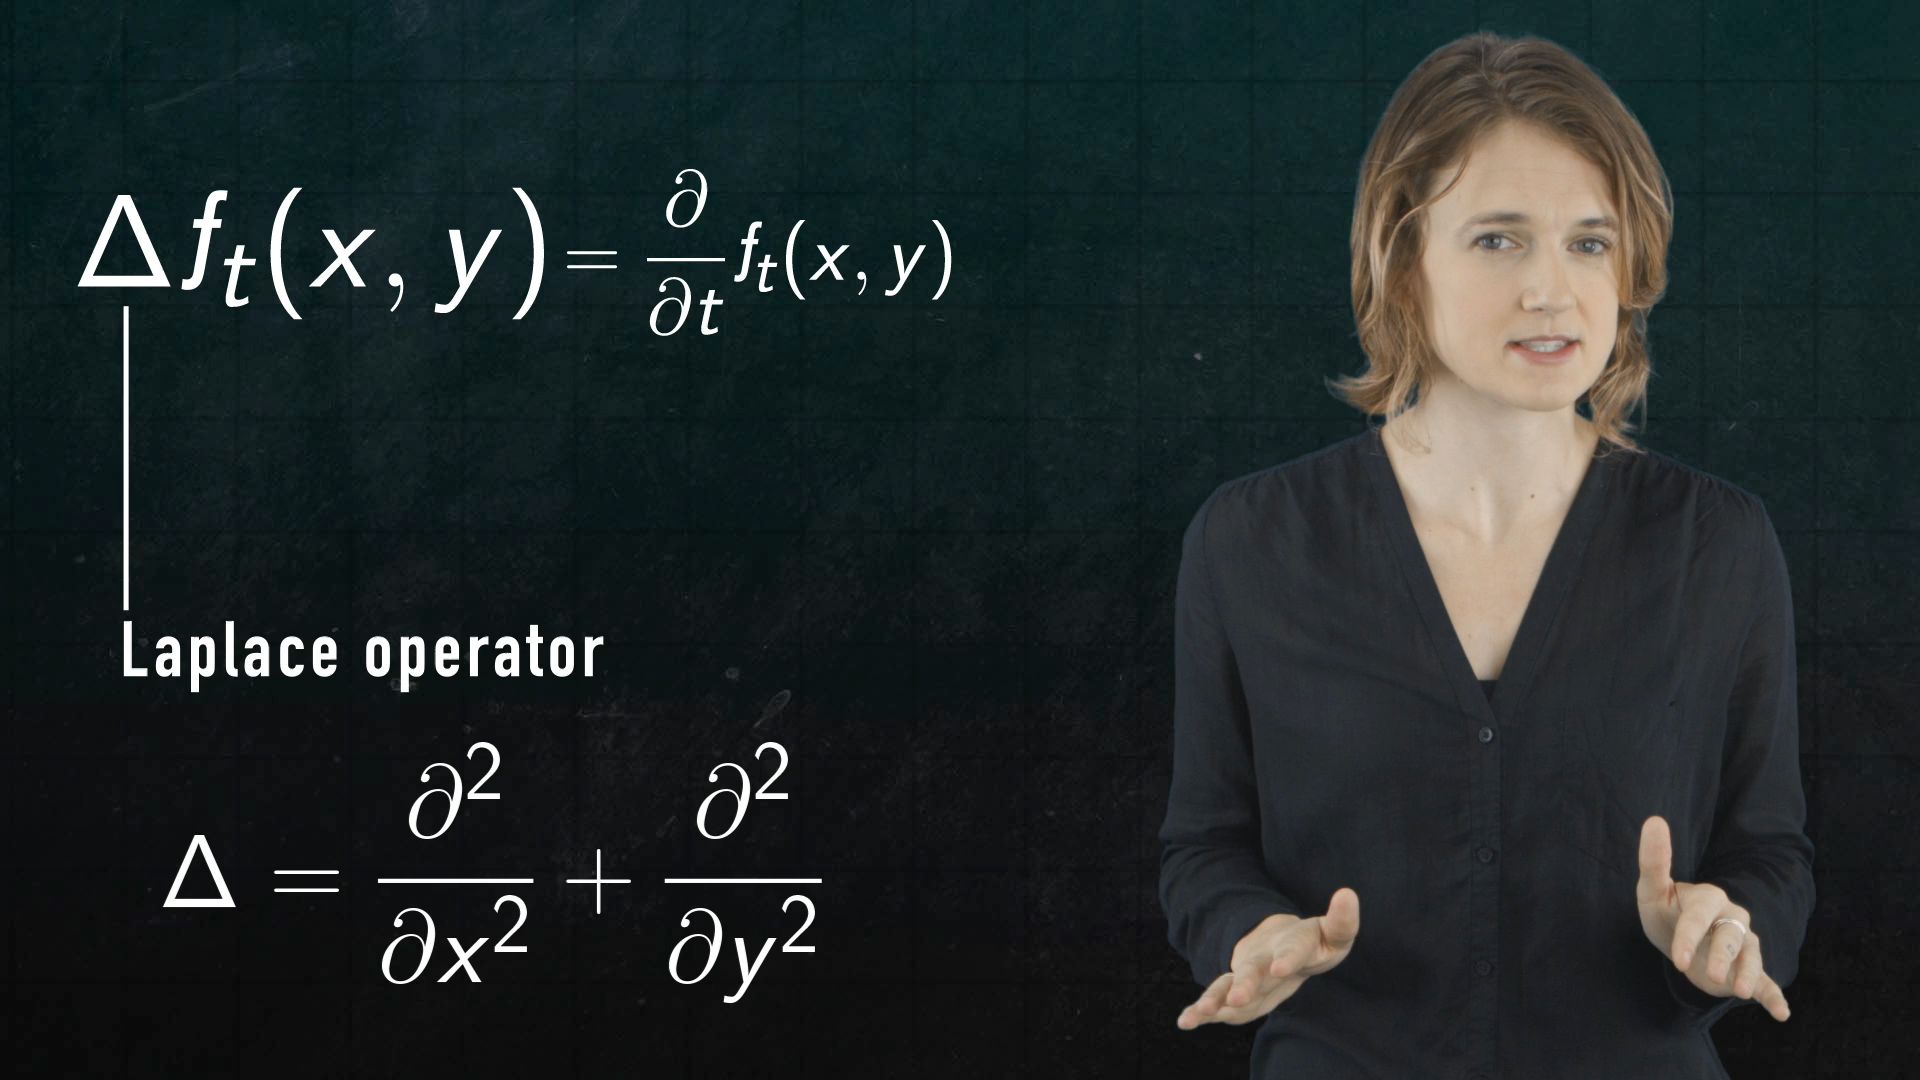 Δf_t(x, y) = ∂/∂t f_t(x, y)
Laplace operator
Δ = ∂²/∂x² + ∂²/∂y²